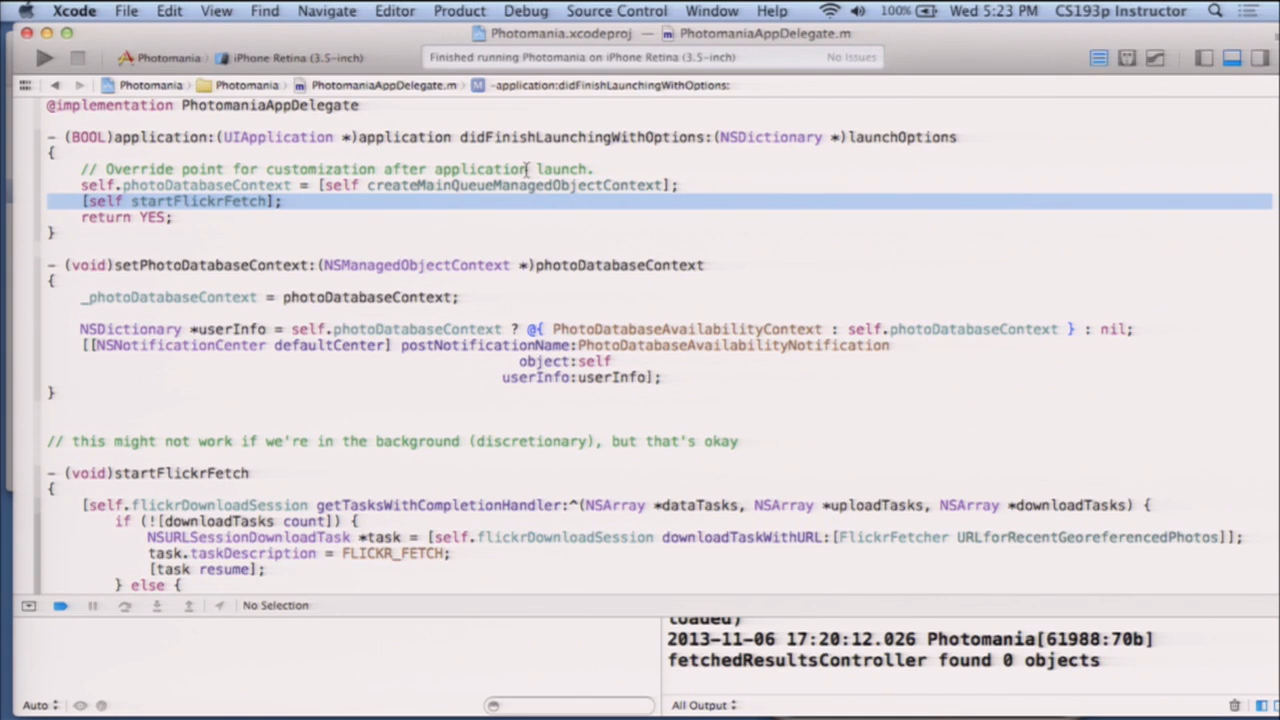 Xcode File Edit View Find Navigate Editor Product Debug Source Control Window Help 100% Wed 5:23 PM CS193p Instructor
Photomania.xcodeproj — PhotomaniaAppDelegate.m
Photomania iPhone Retina (3.5-inch) Finished running Photomania on iPhone Retina (3.5-inch) No Issues
Photomania Photomania PhotomaniaAppDelegate.m M -application:didFinishLaunchingWithOptions:
@implementation PhotomaniaAppDelegate
- (BOOL)application:(UIApplication *)application didFinishLaunchingWithOptions:(NSDictionary *)launchOptions
{
// Override point for customization after application launch.
self.photoDatabaseContext = [self createMainQueueManagedObjectContext];
[self startFlickrFetch];
return YES;
}
- (void)setPhotoDatabaseContext:(NSManagedObjectContext *)photoDatabaseContext
{
_photoDatabaseContext = photoDatabaseContext;
NSDictionary *userInfo = self.photoDatabaseContext ? @{ PhotoDatabaseAvailabilityContext : self.photoDatabaseContext } : nil;
[[NSNotificationCenter defaultCenter] postNotificationName:PhotoDatabaseAvailabilityNotification
object:self
userInfo:userInfo];
}
// this might not work if we're in the background (discretionary), but that's okay
- (void)startFlickrFetch
{
[self.flickrDownloadSession getTasksWithCompletionHandler:^(NSArray *dataTasks, NSArray *uploadTasks, NSArray *downloadTasks) {
if (![downloadTasks count]) {
NSURLSessionDownloadTask *task = [self.flickrDownloadSession downloadTaskWithURL:[FlickrFetcher URLforRecentGeoreferencedPhotos]];
task.taskDescription = FLICKR_FETCH;
[task resume];
} else {
No Selection
loaded)
2013-11-06 17:20:12.026 Photomania[61988:70b]
fetchedResultsController found 0 objects
Auto All Output